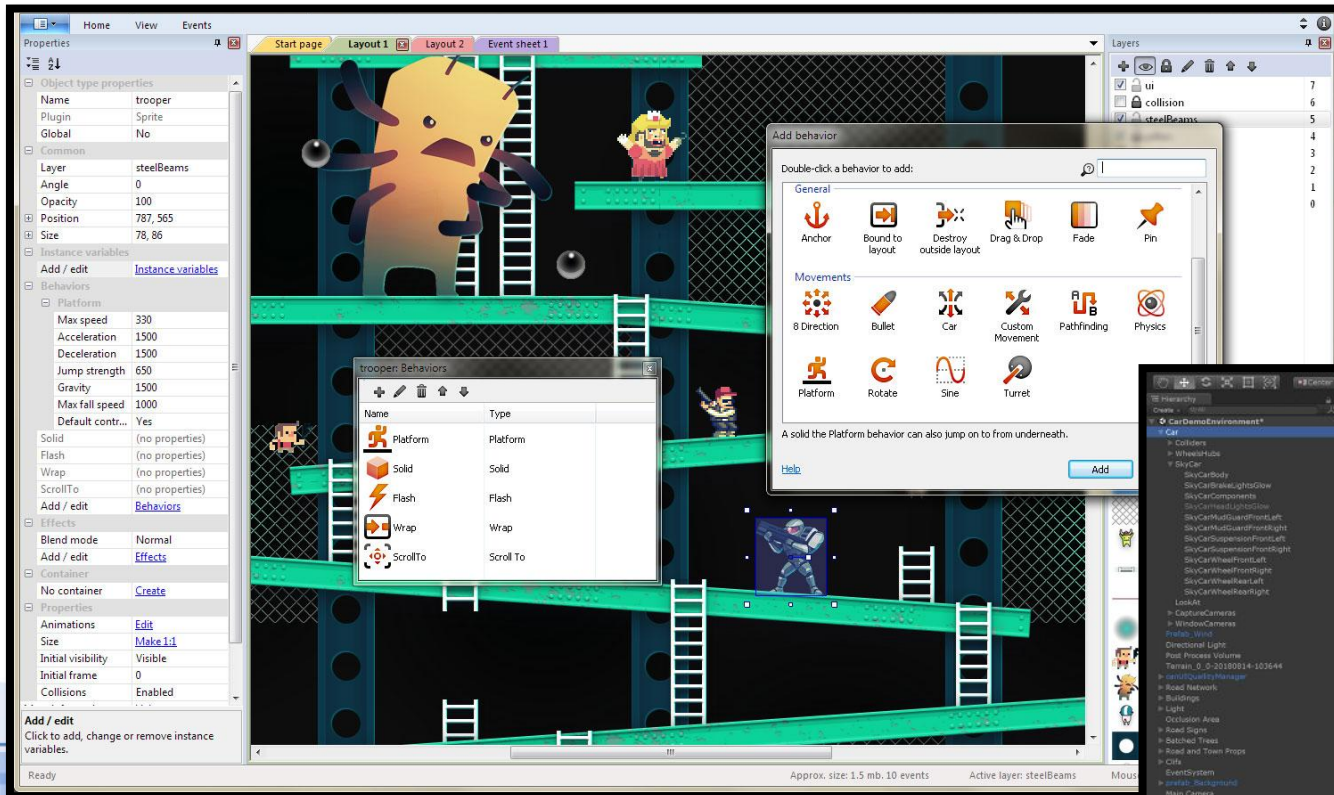 Home View Events
Properties
Object type properties
Name trooper
Plugin Sprite
Global No
Common
Layer steelBeams
Angle 0
Opacity 100
Position 787, 565
Size 78, 86
Instance variables
Add / edit Instance variables
Behaviors
Platform
Max speed 330
Acceleration 1500
Deceleration 1500
Jump strength 650
Gravity 1500
Max fall speed 1000
Default contr... Yes
Solid (no properties)
Flash (no properties)
Wrap (no properties)
ScrollTo (no properties)
Add / edit Behaviors
Effects
Blend mode Normal
Add / edit Effects
Container
No container Create
Properties
Animations Edit
Size Make 1:1
Initial visibility Visible
Initial frame 0
Collisions Enabled
Add / edit
Click to add, change or remove instance
variables.
Ready
Start page Layout 1 Layout 2 Event sheet 1
trooper: Behaviors
Name Type
Platform Platform
Solid Solid
Flash Flash
Wrap Wrap
ScrollTo Scroll To
Add behavior
Double-click a behavior to add:
General
Anchor Bound to layout Destroy outside layout Drag & Drop Fade Pin
Movements
8 Direction Bullet Car Custom Movement Pathfinding Physics
Platform Rotate Sine Turret
A solid the Platform behavior can also jump on to from underneath.
Help Add
Layers
ui 7
collision 6
steelBeams 5
4
3
2
1
0
Approx. size: 1.5 mb. 10 events Active layer: steelBeams Mous
Center
Hierarchy
Create
CarDemoEnvironment*
Car
Colliders
WheelsHubs
SkyCar
SkyCarBody
SkyCarBrakeLightsGlow
SkyCarComponents
SkyCarHeadLightsGlow
SkyCarMudGuardFrontLeft
SkyCarMudGuardFrontRight
SkyCarSuspensionFrontLeft
SkyCarSuspensionFrontRight
SkyCarWheelFrontLeft
SkyCarWheelFrontRight
SkyCarWheelRearLeft
SkyCarWheelRearRight
LookAt
CaptureCameras
WindowCameras
Prefab_Wind
Directional Light
Post Process Volume
Terrain_0_0-20180814-103644
Road Network
Buildings
Light
Occlusion Area
Road Signs
Batched Trees
Road and Town Props
Clifs
EventSystem
prefab_Background
Main Camera